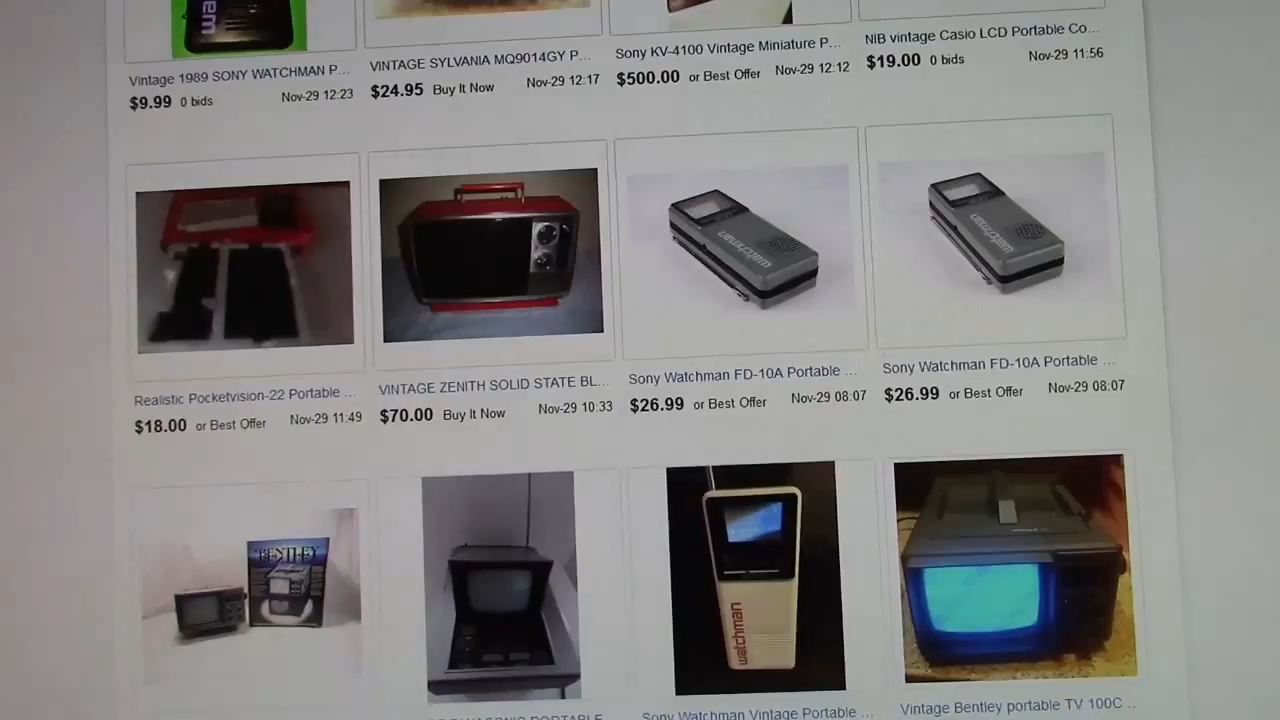 wa
Vintage 1989 SONY WATCHMAN P...
$9.99 0 bids Nov-29 12:23
VINTAGE SYLVANIA MQ9014GY P...
$24.95 Buy It Now Nov-29 12:17
Sony KV-4100 Vintage Miniature P...
$500.00 or Best Offer Nov-29 12:12
NIB vintage Casio LCD Portable Co...
$19.00 0 bids Nov-29 11:56
watchman
watchman
Realistic Pocketvision-22 Portable ...
$18.00 or Best Offer Nov-29 11:49
VINTAGE ZENITH SOLID STATE BL...
$70.00 Buy It Now Nov-29 10:33
Sony Watchman FD-10A Portable ...
$26.99 or Best Offer Nov-29 08:07
Sony Watchman FD-10A Portable ...
$26.99 or Best Offer Nov-29 08:07
BENTLEY
watchman
PORTABLE
Sony Watchman Vintage Portable ...
Vintage Bentley portable TV 100C ...